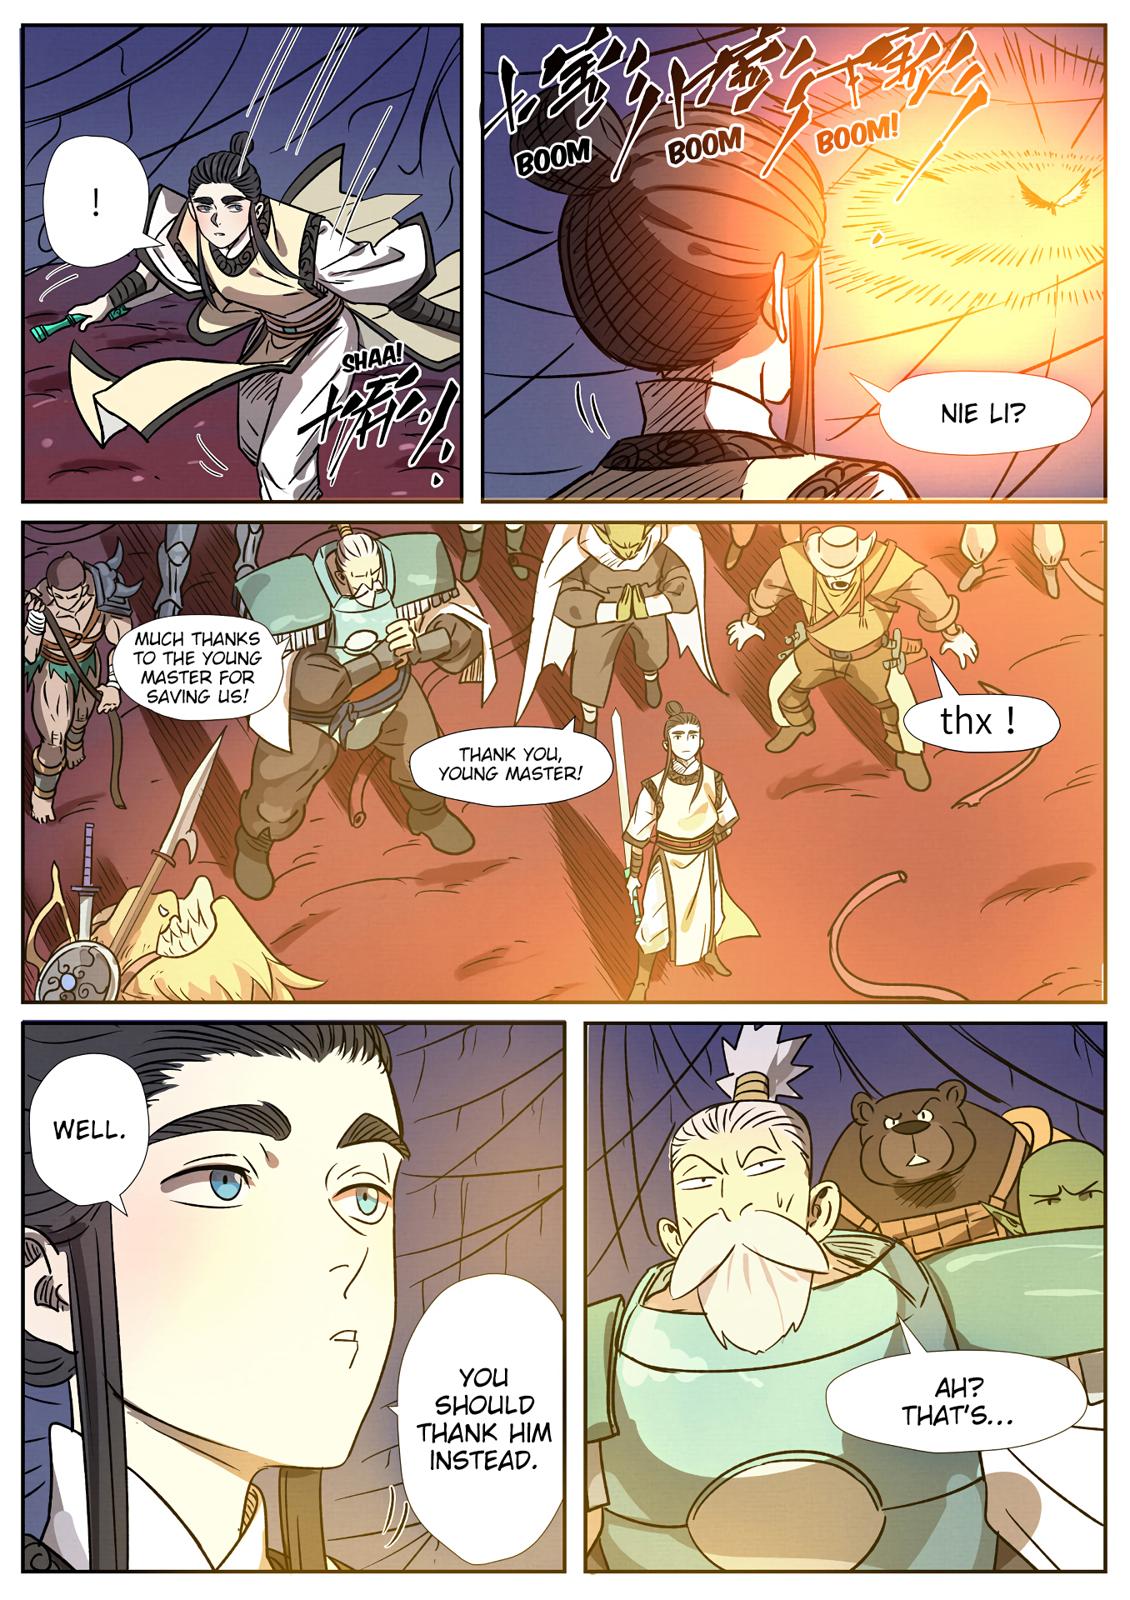 !
SHAA!
BOOM
BOOM
BOOM!
NIE LI?
MUCH THANKS
TO THE YOUNG
MASTER FOR
SAVING US!
THANK YOU,
YOUNG MASTER!
thx !
WELL.
YOU
SHOULD
THANK HIM
INSTEAD.
AH?
THAT'S...